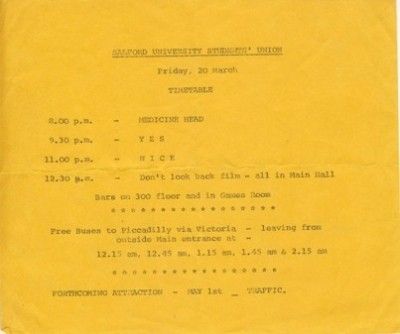 SALFORD UNIVERSITY STUDENTS' UNION
Friday, 20 March
TIMETABLE
8.00 p.m. - MEDICINE HEAD
9.30 p.m. - Y E S
11.00 p.m. - N I C E
12.30 a.m. - Don't look back film - all in Main Hall
Bars on 300 floor and in Games Room
* * * * * * * * * * * * * * * * *
Free Buses to Piccadilly via Victoria - leaving from
outside Main entrance at -
12.15 am, 12.45 am, 1.15 am, 1.45 am & 2.15 am
* * * * * * * * * * * * * * * * *
FORTHCOMING ATTRACTION - MAY 1st _ TRAFFIC.